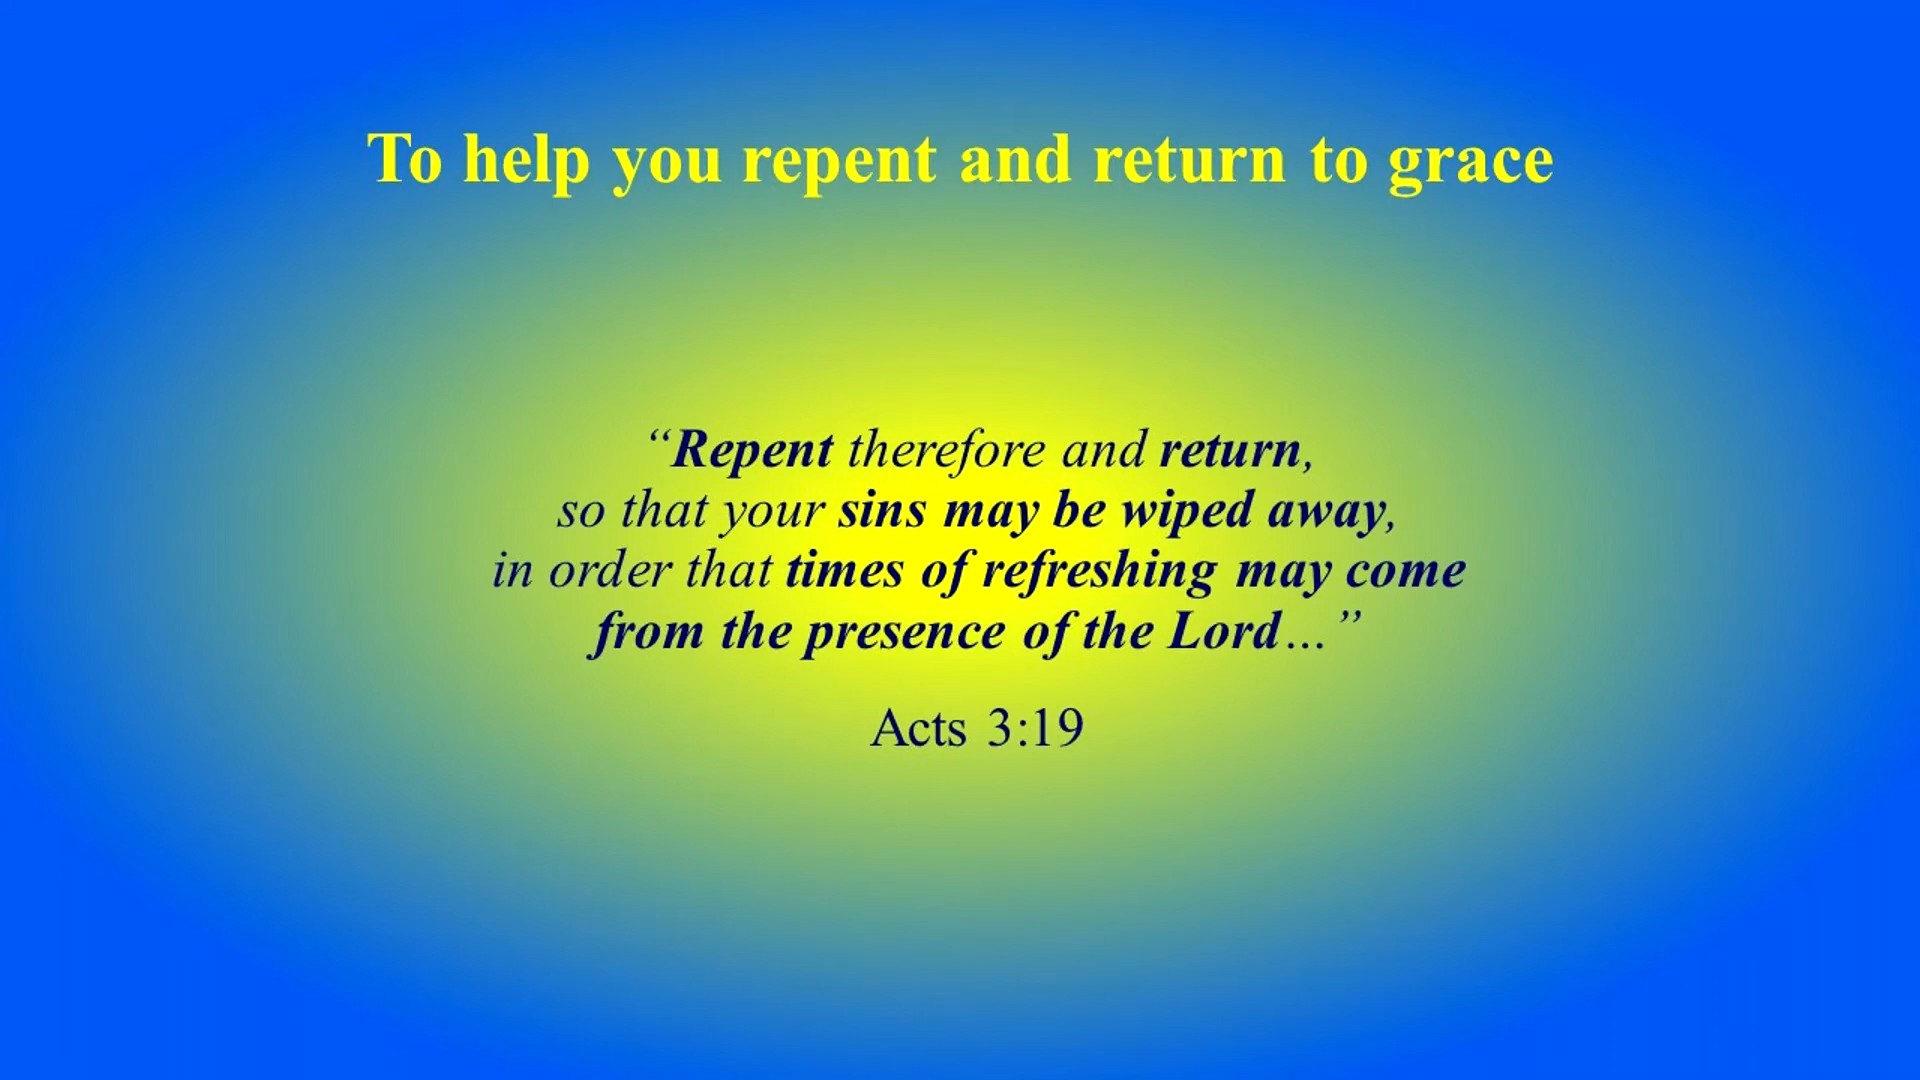 To help you repent and return to grace
“Repent therefore and return,
so that your sins may be wiped away,
in order that times of refreshing may come
from the presence of the Lord…”
Acts 3:19